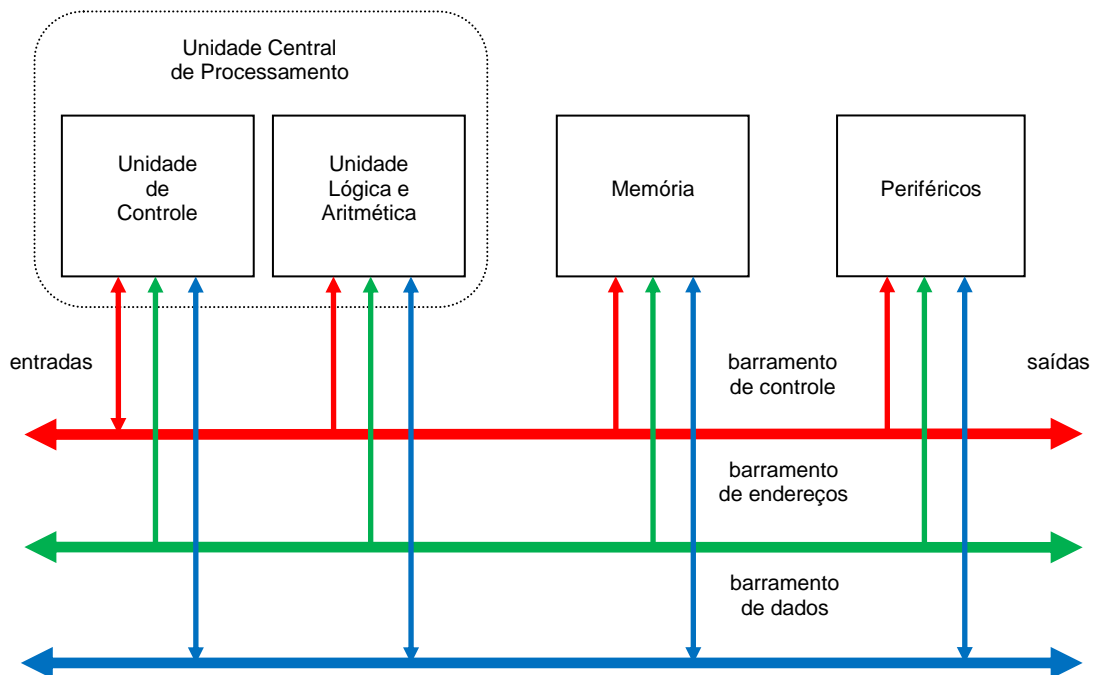 Unidade Central
de Processamento
Unidade
de
Controle
Unidade
Lógica e
Aritmética
Memória
Periféricos
entradas
barramento
de controle
saídas
barramento
de endereços
barramento
de dados